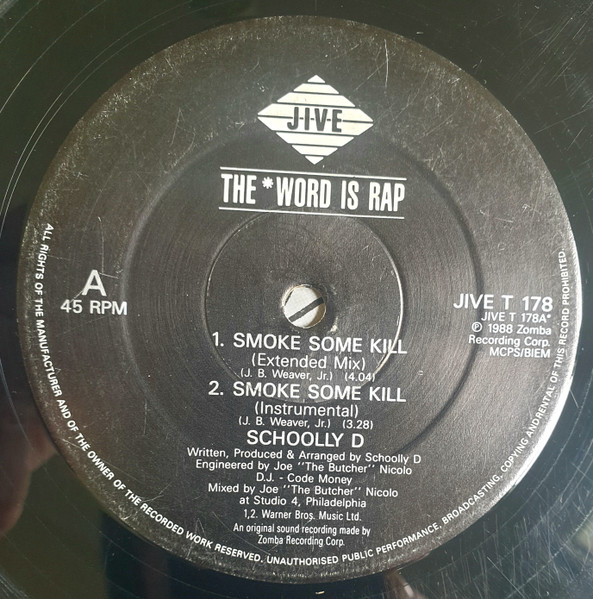 J·I·V·E
THE *WORD IS RAP
A
45 RPM
JIVE T 178
JIVE T 178A*
℗ 1988 Zomba
Recording Corp.
MCPS/BIEM
1. SMOKE SOME KILL
(Extended Mix)
(J. B. Weaver, Jr.) (4.04)
2. SMOKE SOME KILL
(Instrumental)
(J. B. Weaver, Jr.) (3.28)
SCHOOLLY D
Written, Produced & Arranged by Schoolly D
Engineered by Joe "The Butcher" Nicolo
D.J. - Code Money
Mixed by Joe "The Butcher" Nicolo
at Studio 4, Philadelphia
1,2. Warner Bros. Music Ltd.
An original sound recording made by
Zomba Recording Corp.
ALL RIGHTS OF THE MANUFACTURER AND OF THE OWNER OF THE RECORDED WORK RESERVED. UNAUTHORISED PUBLIC PERFORMANCE, BROADCASTING, COPYING AND RENTAL OF THIS RECORD PROHIBITED.